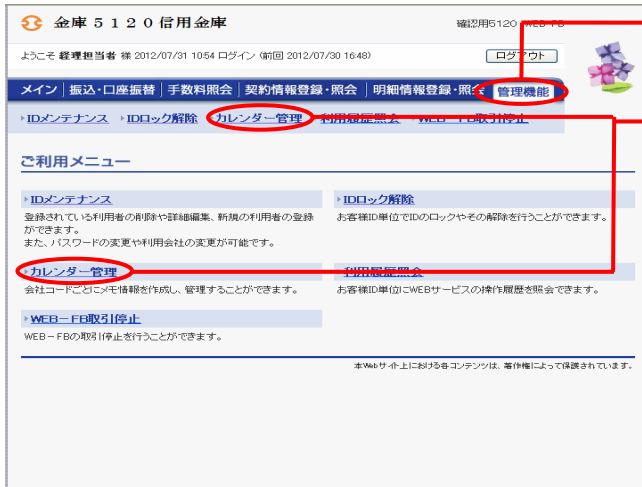 金庫５１２０信用金庫
確認用5120 WEB-FB
ようこそ 経理担当者 様 2012/07/31 10:54 ログイン (前回 2012/07/30 16:48)
ログアウト
メイン 振込・口座振替 手数料照会 契約情報登録・照会 明細情報登録・照会 管理機能
IDメンテナンス IDロック解除 カレンダー管理 利用履歴照会 WEB－FB取引停止
ご利用メニュー
IDメンテナンス
登録されている利用者の削除や詳細編集、新規の利用者の登録
ができます。
また、パスワードの変更や利用会社の変更が可能です。
IDロック解除
お客様ID単位でIDのロックやその解除を行うことができます。
カレンダー管理
会社コードごとにメモ情報を作成し、管理することができます。
利用履歴照会
お客様ID単位にWEBサービスの操作履歴を照会できます。
WEB－FB取引停止
WEB－FBの取引停止を行うことができます。
本Webサイト上における各コンテンツは、著作権によって保護されています。